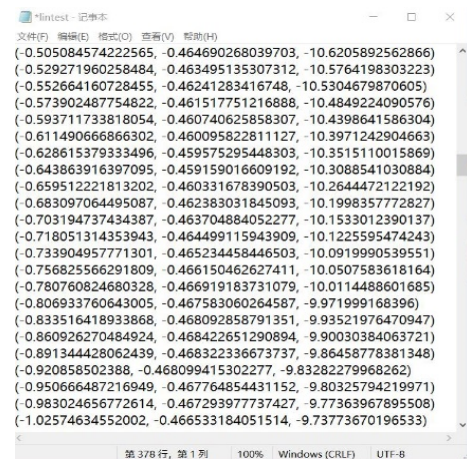 *lintest - 记事本
文件(F) 编辑(E) 格式(O) 查看(V) 帮助(H)
(-0.505084574222565, -0.464690268039703, -10.6205892562866)
(-0.529271960258484, -0.463495135307312, -10.5764198303223)
(-0.552664160728455, -0.46241283416748, -10.5304679870605)
(-0.573902487754822, -0.461517751216888, -10.4849224090576)
(-0.593711733818054, -0.460740625858307, -10.4398641586304)
(-0.611490666866302, -0.460095822811127, -10.3971242904663)
(-0.628615379333496, -0.459575295448303, -10.3515110015869)
(-0.643863916397095, -0.459159016609192, -10.3088541030884)
(-0.659512221813202, -0.460331678390503, -10.2644472122192)
(-0.683097064495087, -0.462383031845093, -10.1998357772827)
(-0.703194737434387, -0.463704884052277, -10.1533012390137)
(-0.718051314353943, -0.464499115943909, -10.1225595474243)
(-0.733904957771301, -0.465234458446503, -10.0919990539551)
(-0.756825566291809, -0.466150462627411, -10.0507583618164)
(-0.780760824680328, -0.466919183731079, -10.0114488601685)
(-0.806933760643005, -0.467583060264587, -9.971999168396)
(-0.833516418933868, -0.468092858791351, -9.93521976470947)
(-0.860926270484924, -0.468422651290894, -9.90030384063721)
(-0.891344428062439, -0.468322336673737, -9.86458778381348)
(-0.920858502388, -0.468099415302277, -9.83282279968262)
(-0.950666487216949, -0.467764854431152, -9.80325794219971)
(-0.983024656772614, -0.467293977737427, -9.77363967895508)
(-1.02574634552002, -0.466533184051514, -9.73773670196533)
第 378 行, 第 1 列 100% Windows (CRLF) UTF-8